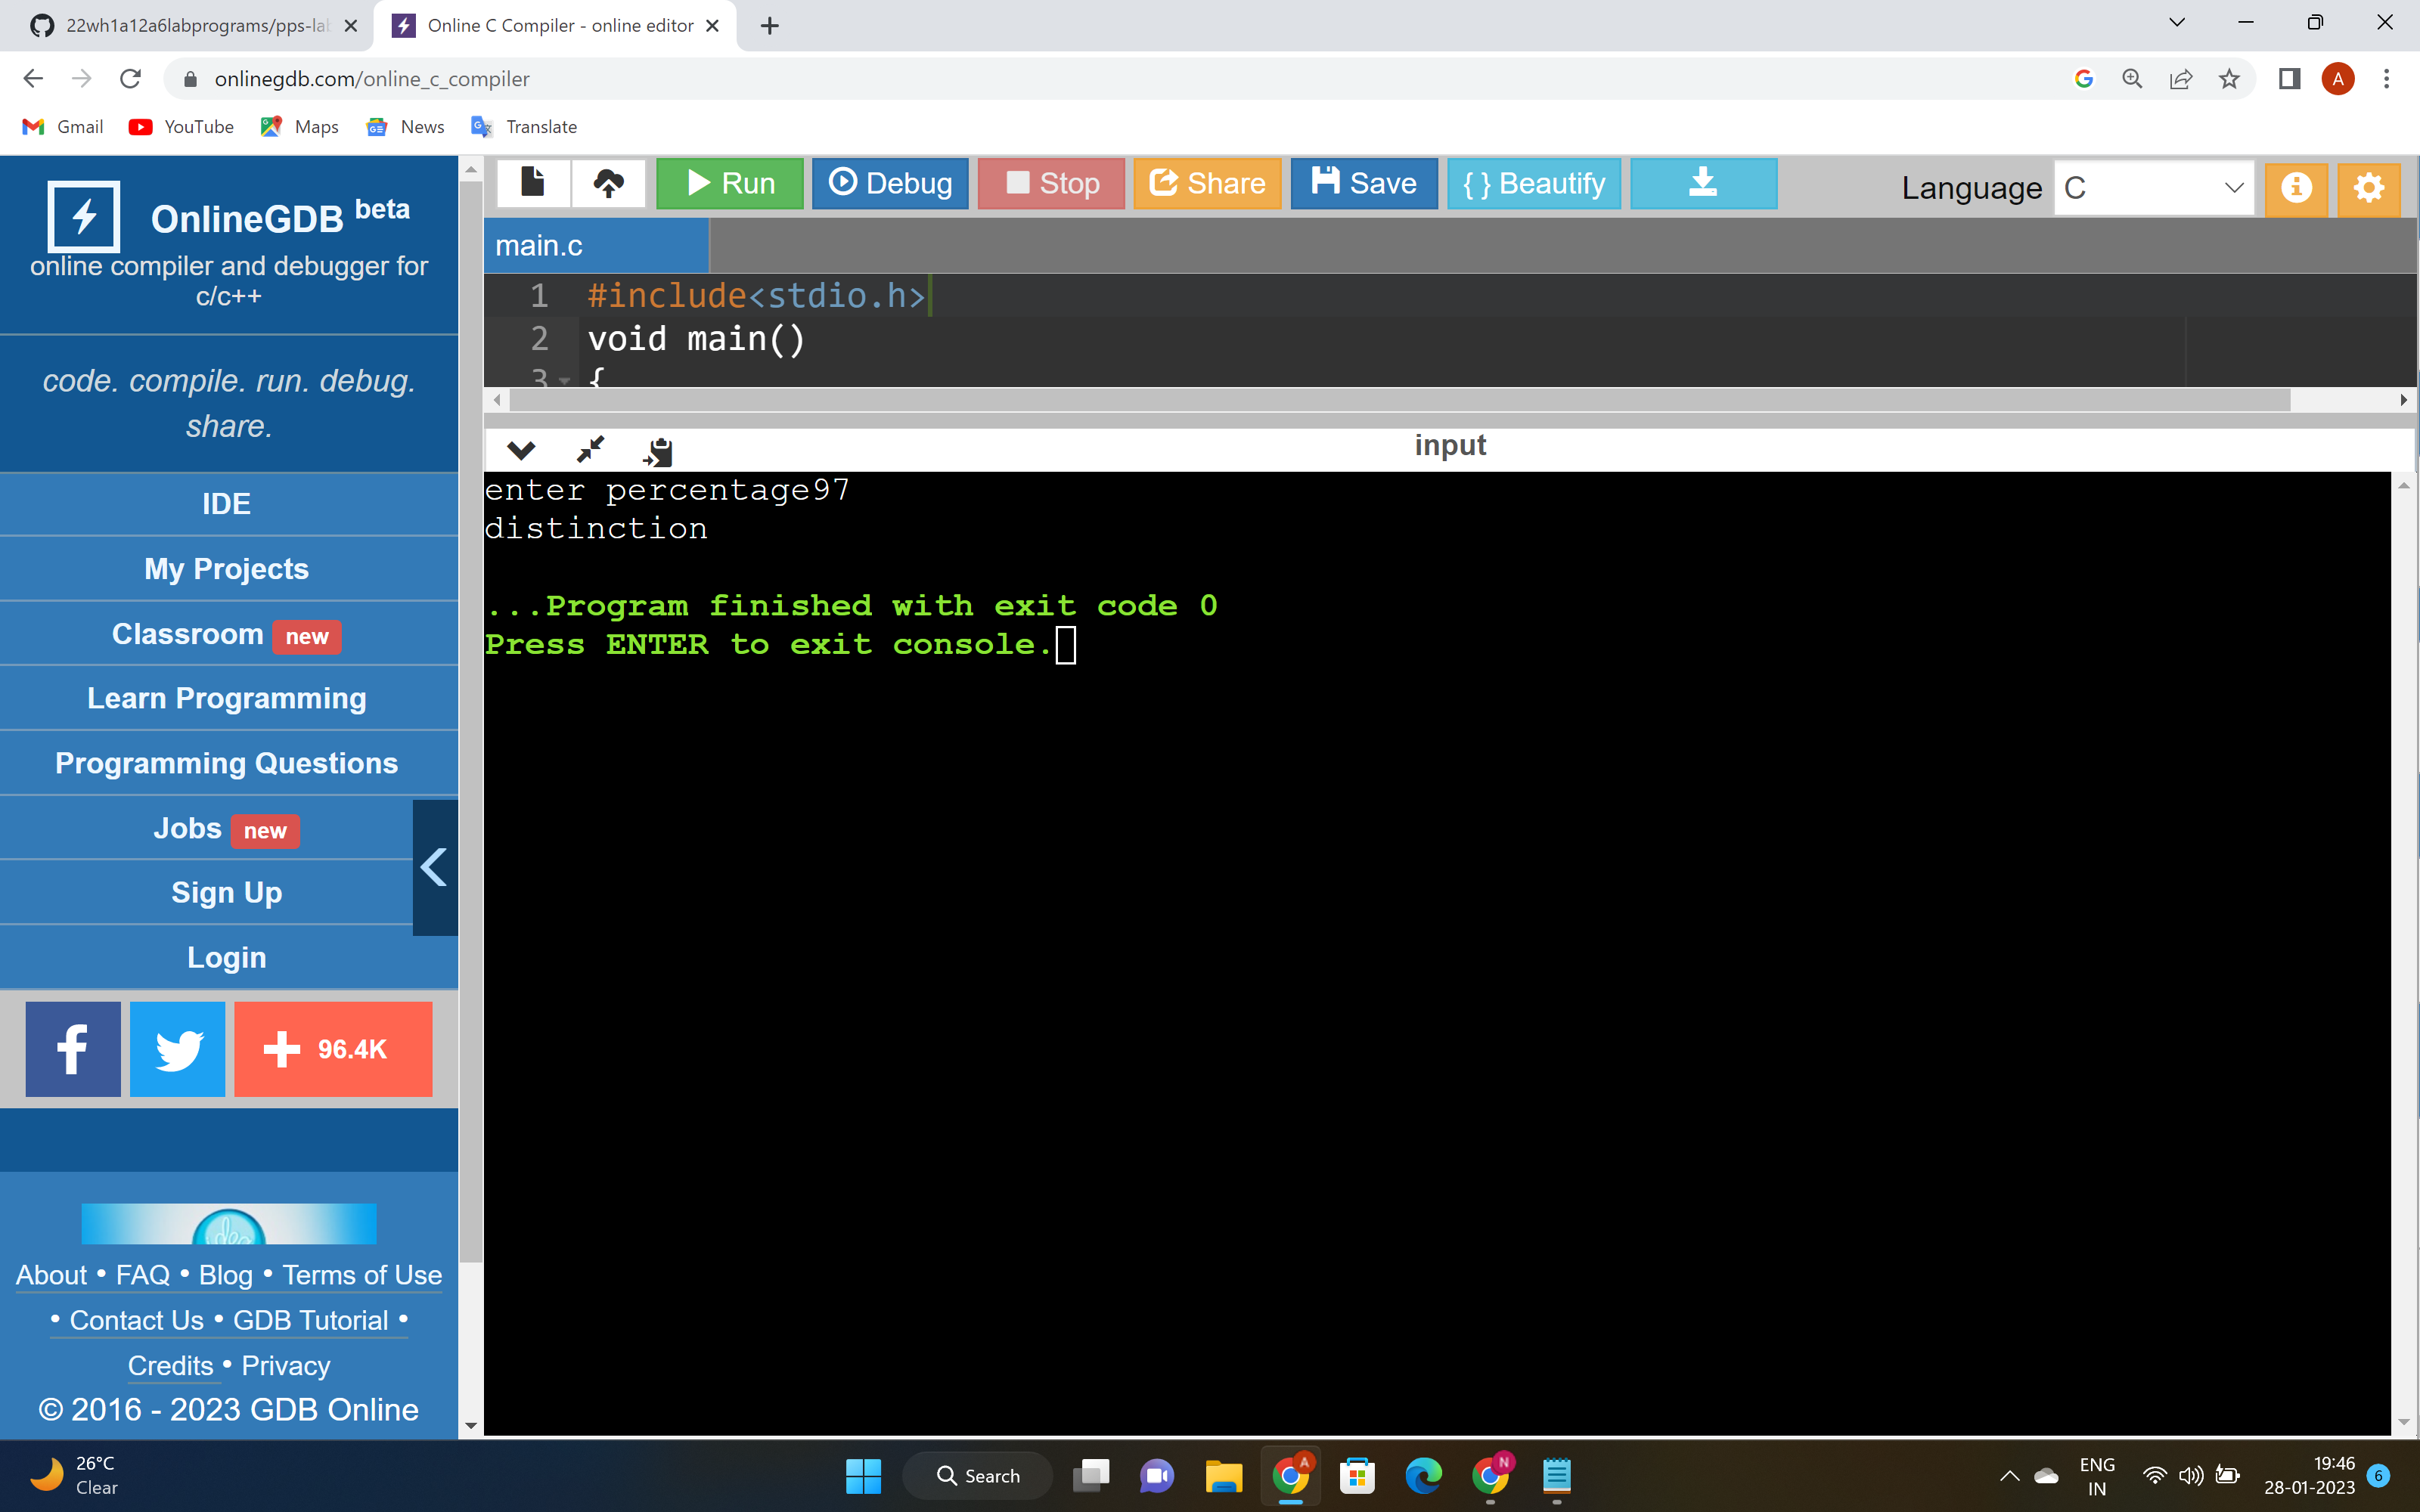 22wh1a12a6labprograms/pps-lab
Online C Compiler - online editor
onlinegdb.com/online_c_compiler
A
Gmail
YouTube
Maps
News
Translate
OnlineGDB beta
online compiler and debugger for
c/c++
code. compile. run. debug.
share.
IDE
My Projects
Classroom new
Learn Programming
Programming Questions
Jobs new
Sign Up
Login
96.4K
About • FAQ • Blog • Terms of Use
• Contact Us • GDB Tutorial •
Credits • Privacy
© 2016 - 2023 GDB Online
Run
Debug
Stop
Share
Save
{ } Beautify
Language C
main.c
1 #include<stdio.h>
2 void main()
3 {
input
enter percentage97
distinction
...Program finished with exit code 0
Press ENTER to exit console.
26°C
Clear
Search
A
N
ENG
IN
19:46
28-01-2023
6